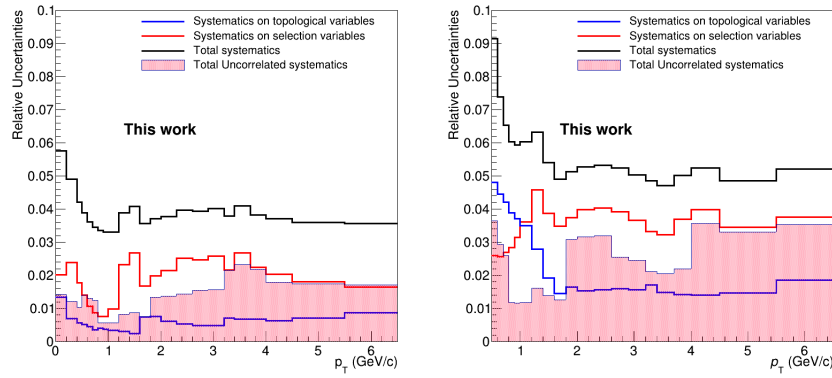 Relative Uncertainties
0.1
0.09
0.08
0.07
0.06
0.05
0.04
0.03
0.02
0.01
0
Systematics on topological variables
Systematics on selection variables
Total systematics
Total Uncorrelated systematics
This work
0 1 2 3 4 5 6
p_T (GeV/c)
Relative Uncertainties
0.1
0.09
0.08
0.07
0.06
0.05
0.04
0.03
0.02
0.01
0
Systematics on topological variables
Systematics on selection variables
Total systematics
Total Uncorrelated systematics
This work
1 2 3 4 5 6
p_T (GeV/c)